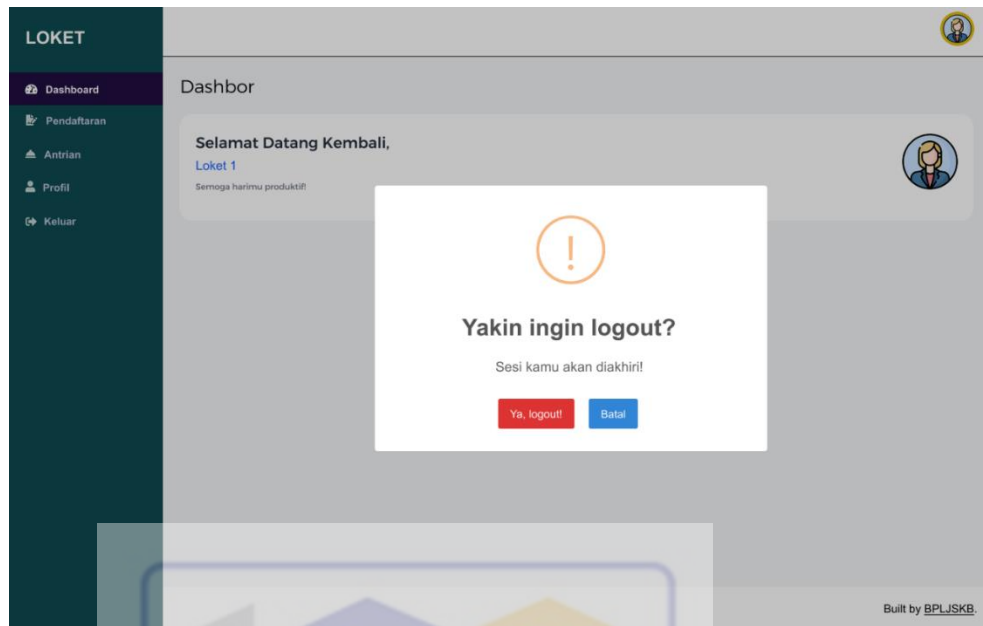 LOKET
Dashboard
Pendaftaran
Antrian
Profil
Keluar
Dashbor
Selamat Datang Kembali,
Loket 1
Semoga harimu produktif!
Yakin ingin logout?
Sesi kamu akan diakhiri!
Ya, logout!
Batal
Built by BPLJSKB.